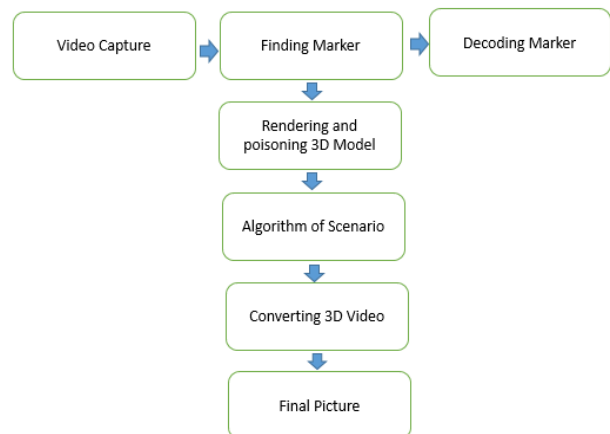 Video Capture
Finding Marker
Decoding Marker
Rendering and
poisoning 3D Model
Algorithm of Scenario
Converting 3D Video
Final Picture